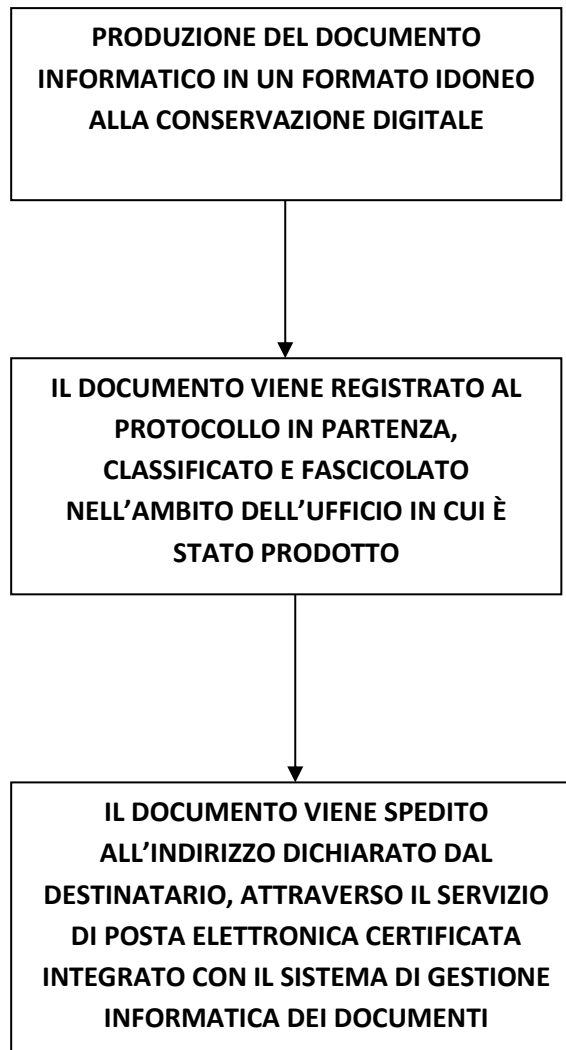 PRODUZIONE DEL DOCUMENTO
INFORMATICO IN UN FORMATO IDONEO
ALLA CONSERVAZIONE DIGITALE
IL DOCUMENTO VIENE REGISTRATO AL
PROTOCOLLO IN PARTENZA,
CLASSIFICATO E FASCICOLATO
NELL’AMBITO DELL’UFFICIO IN CUI È
STATO PRODOTTO
IL DOCUMENTO VIENE SPEDITO
ALL’INDIRIZZO DICHIARATO DAL
DESTINATARIO, ATTRAVERSO IL SERVIZIO
DI POSTA ELETTRONICA CERTIFICATA
INTEGRATO CON IL SISTEMA DI GESTIONE
INFORMATICA DEI DOCUMENTI